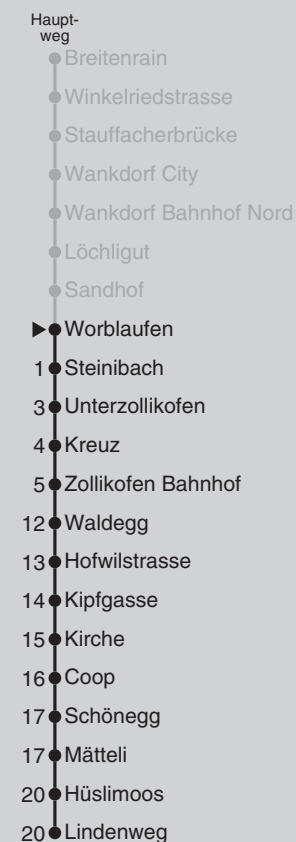 Haupt-
weg
Breitenrain
Winkelriedstrasse
Stauffacherbrücke
Wankdorf City
Wankdorf Bahnhof Nord
Löchligut
Sandhof
Worblaufen
1 Steinibach
3 Unterzollikofen
4 Kreuz
5 Zollikofen Bahnhof
12 Waldegg
13 Hofwilstrasse
14 Kipfgasse
15 Kirche
16 Coop
17 Schönegg
17 Mätteli
20 Hüslimoos
20 Lindenweg